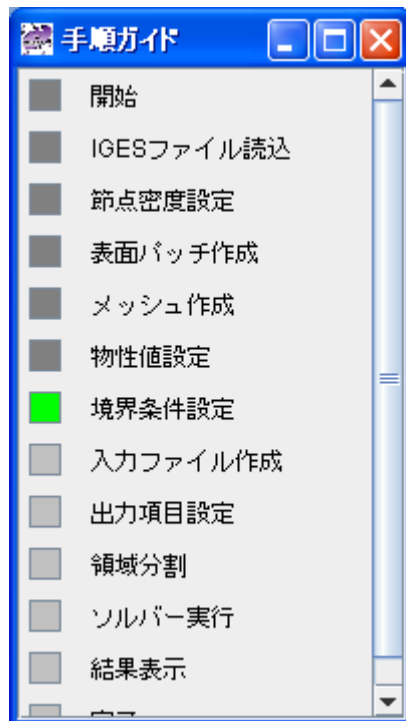 手順ガイド
開始
IGESファイル読込
節点密度設定
表面パッチ作成
メッシュ作成
物性値設定
境界条件設定
入力ファイル作成
出力項目設定
領域分割
ソルバー実行
結果表示